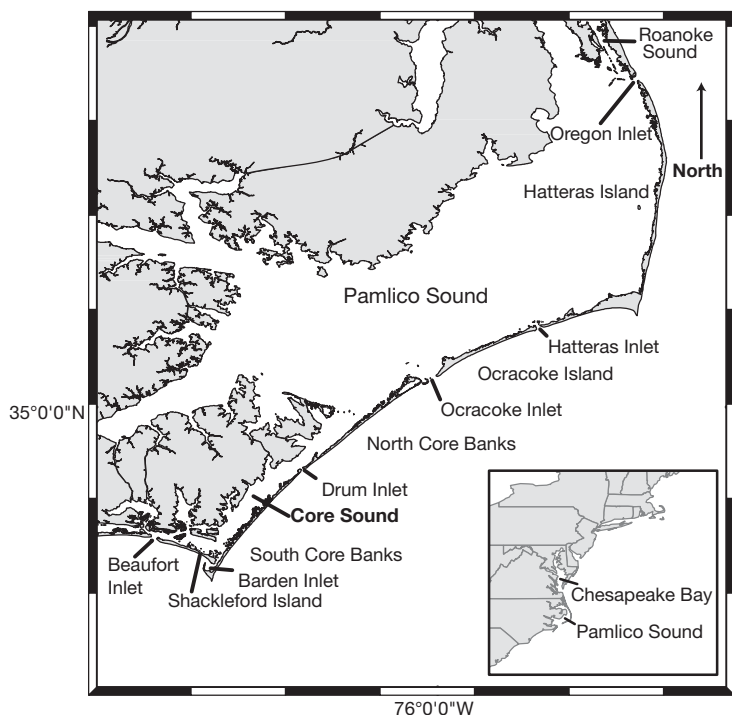 Roanoke
Sound
Oregon Inlet
North
Hatteras Island
Pamlico Sound
Hatteras Inlet
Ocracoke Island
35°0'0"N
Ocracoke Inlet
North Core Banks
Drum Inlet
Core Sound
South Core Banks
Beaufort
Inlet
Barden Inlet
Shackleford Island
Chesapeake Bay
Pamlico Sound
76°0'0"W